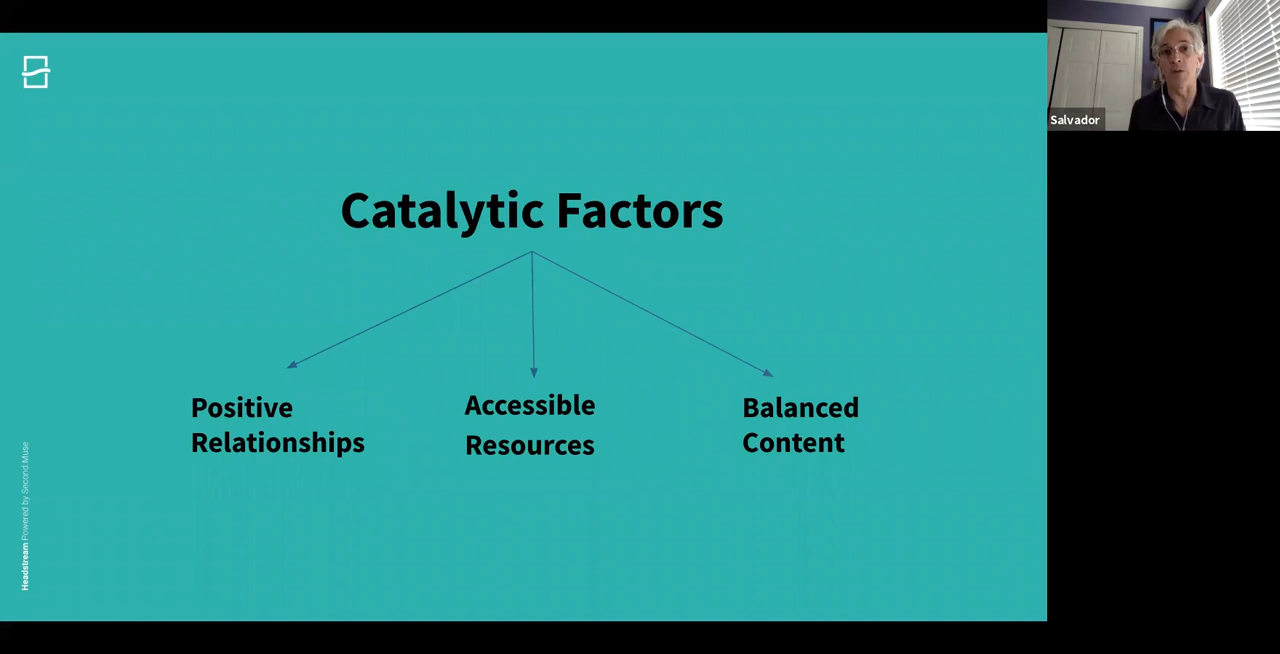 Catalytic Factors
Positive
Relationships
Accessible
Resources
Balanced
Content
Headstream Powered by Second Muse
Salvador